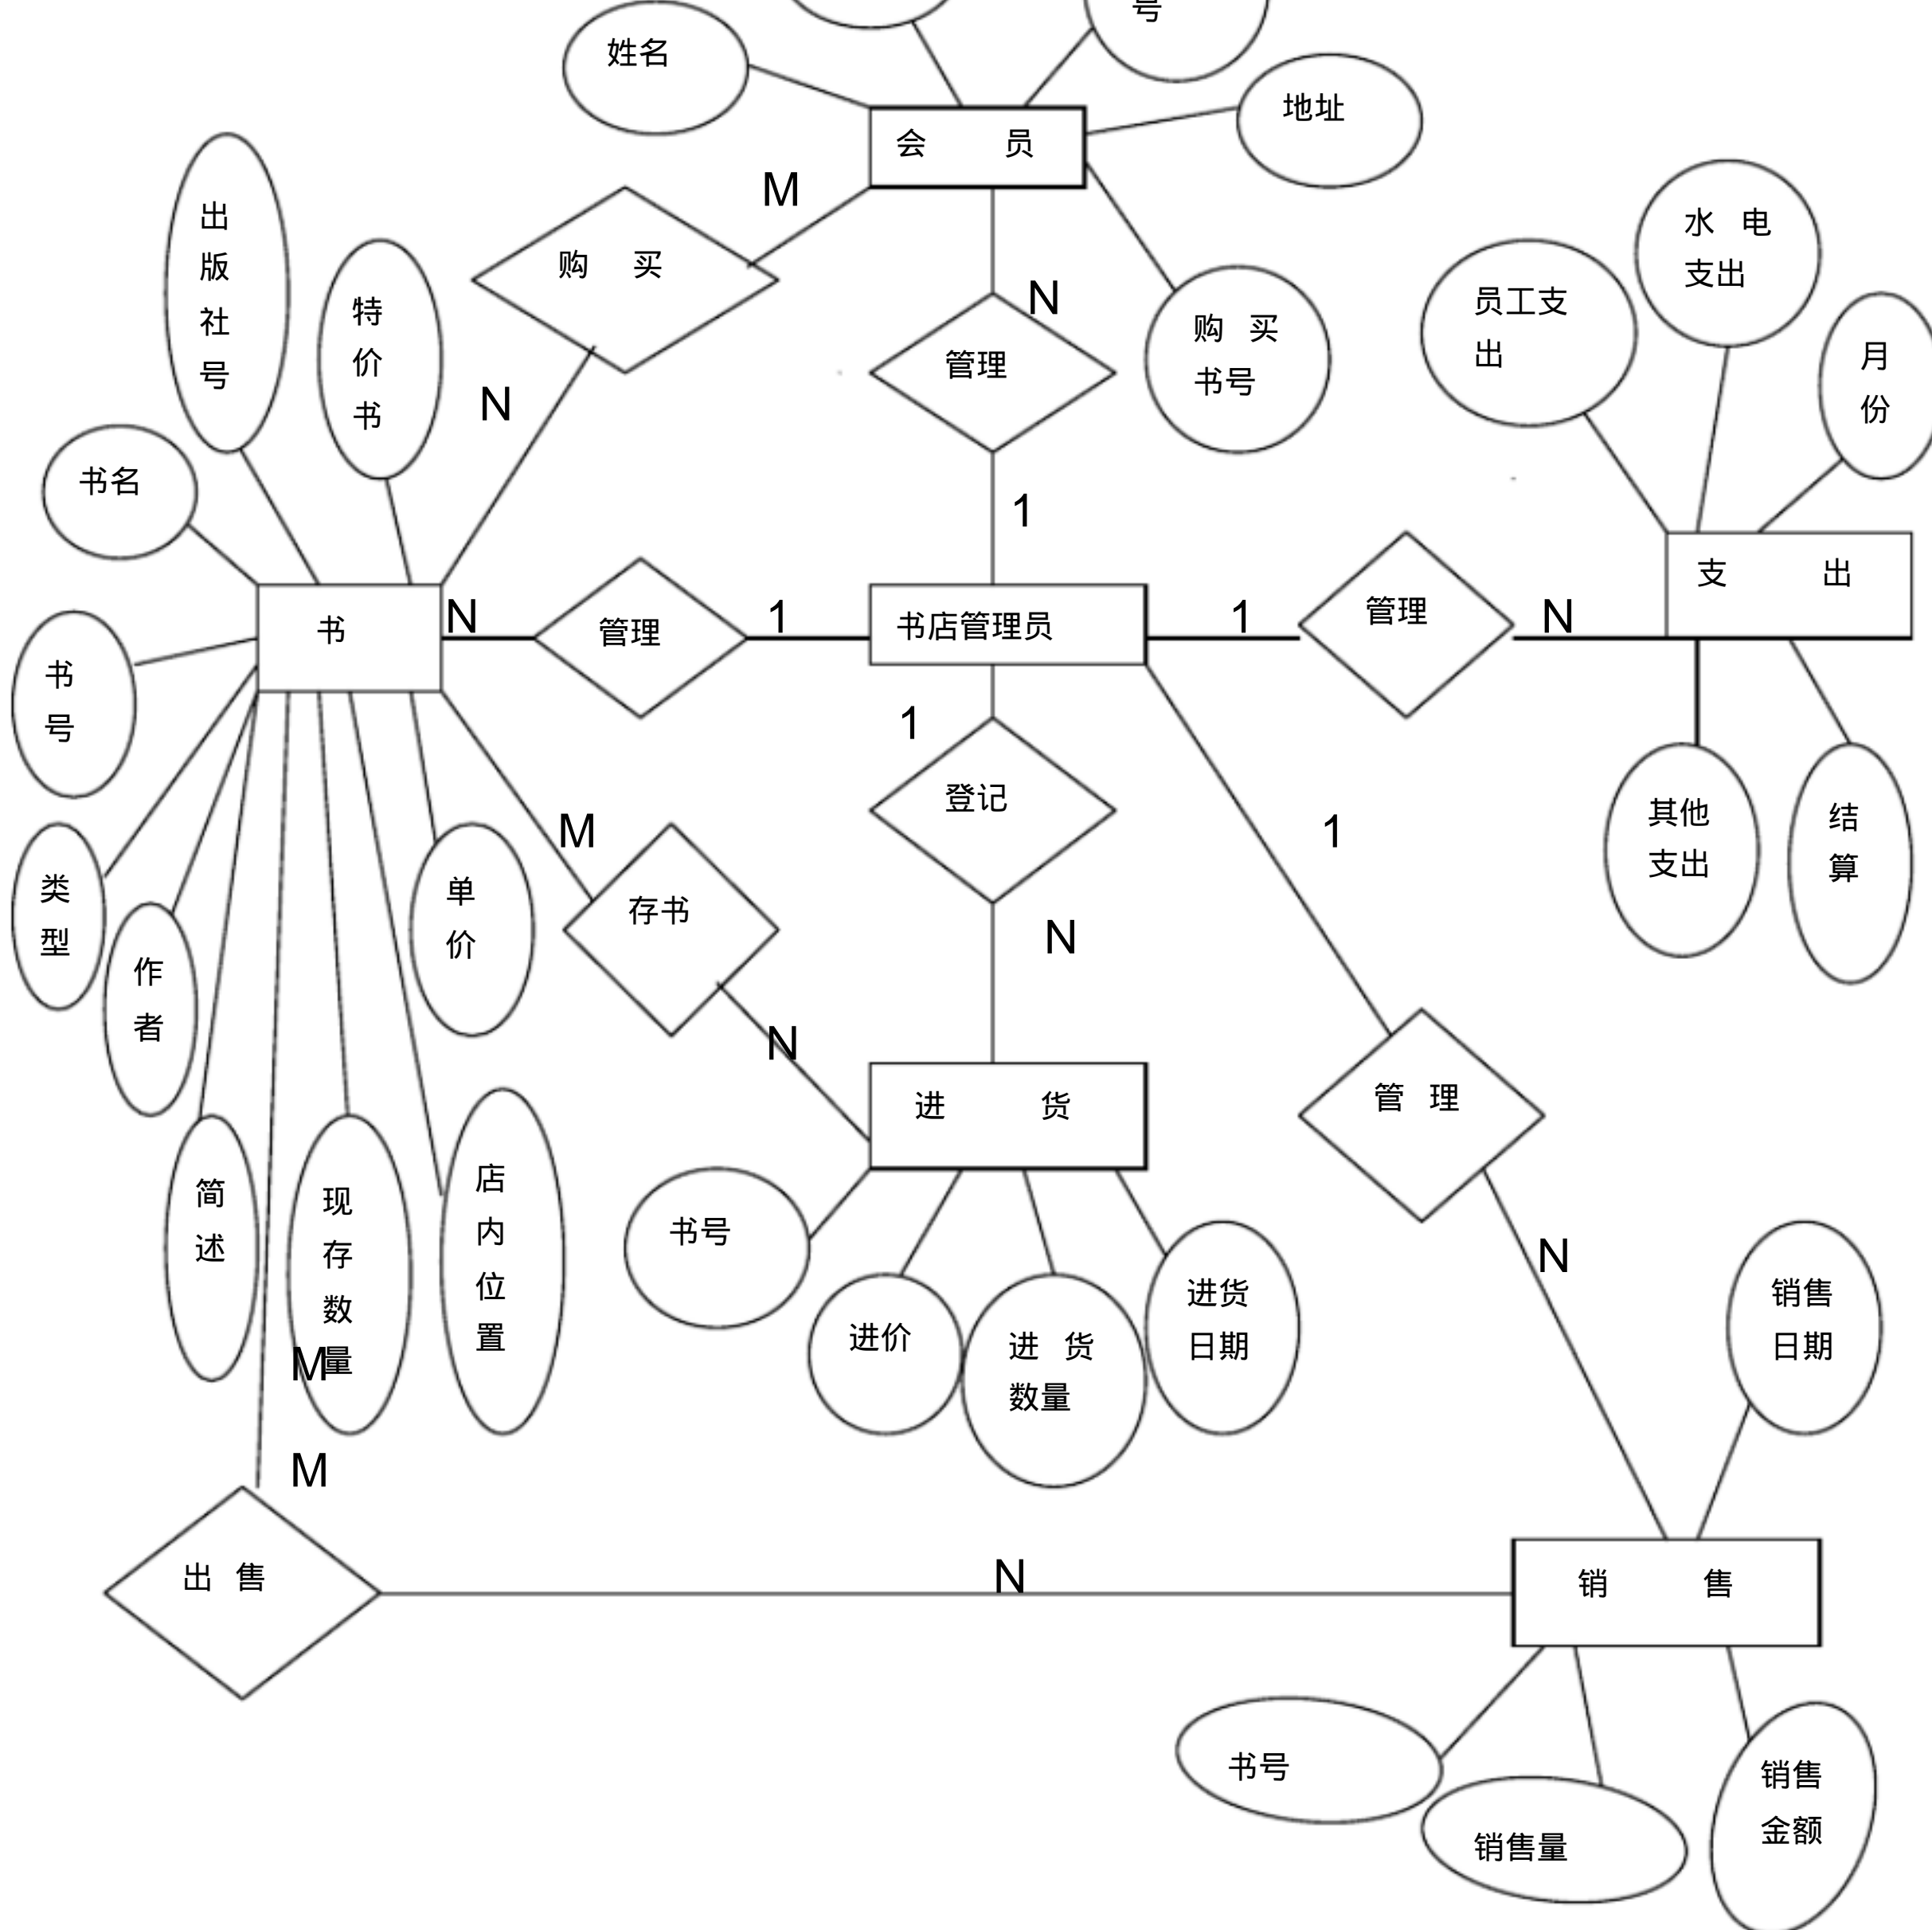 号
姓名
地址
会 员
M
购 买
N
管理
N
购 买
书号
1
出
版
社
号
特
价
书
书名
书
N
管理
1
书店管理员
1
管理
N
支 出
员工支
出
水 电
支出
月
份
其他
支出
结
算
书
号
类
型
作
者
简
述
现
存
数
量
M
店
内
位
置
单
价
M
存书
N
1
登记
N
进 货
书号
进价
进 货
数量
进货
日期
1
管 理
N
销售
日期
M
出 售
N
销 售
书号
销售量
销售
金额